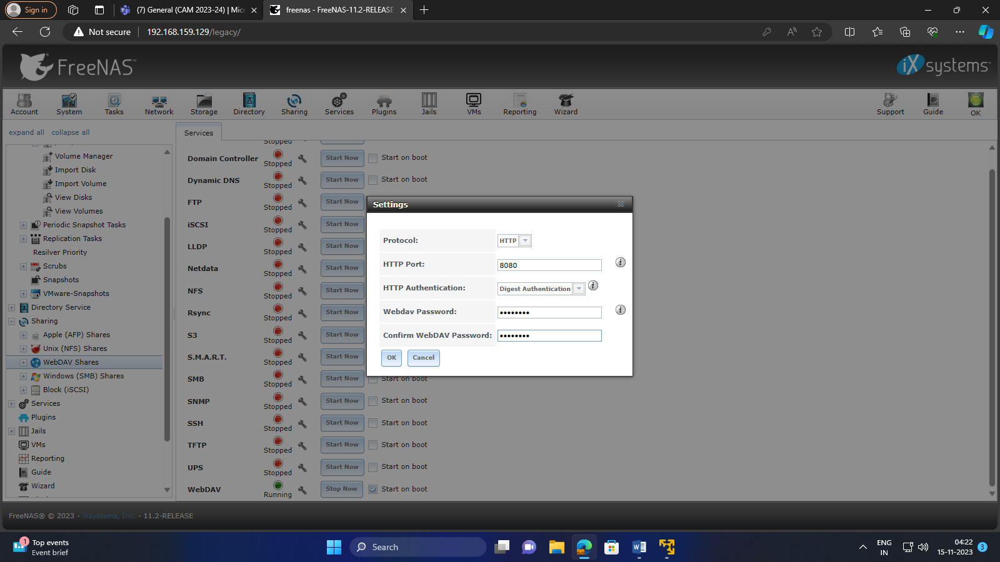 Sign in
(7) General (CAM 2023-24) | Micr
freenas - FreeNAS-11.2-RELEASE
Not secure
192.168.159.129/legacy/
FreeNAS™
iXsystems™
Account
System
Tasks
Network
Storage
Directory
Sharing
Services
Plugins
Jails
VMs
Reporting
Wizard
Support
Guide
OK
expand all
collapse all
Volume Manager
Import Disk
Import Volume
View Disks
View Volumes
Periodic Snapshot Tasks
Replication Tasks
Resilver Priority
Scrubs
Snapshots
VMware-Snapshots
Directory Service
Sharing
Apple (AFP) Shares
Unix (NFS) Shares
WebDAV Shares
Windows (SMB) Shares
Block (iSCSI)
Services
Plugins
Jails
VMs
Reporting
Guide
Wizard
Services
Stopped
Domain Controller
Stopped
Start Now
Start on boot
Dynamic DNS
Stopped
Start Now
Start on boot
FTP
Stopped
Start Now
iSCSI
Stopped
Start Now
LLDP
Stopped
Start Now
Netdata
Stopped
Start Now
NFS
Stopped
Start Now
Rsync
Stopped
Start Now
S3
Stopped
Start Now
S.M.A.R.T.
Stopped
Start Now
SMB
Stopped
Start Now
Start on boot
SNMP
Stopped
Start Now
Start on boot
SSH
Stopped
Start Now
Start on boot
TFTP
Stopped
Start Now
Start on boot
UPS
Stopped
Start Now
Start on boot
WebDAV
Running
Stop Now
Start on boot
Settings
Protocol:
HTTP
HTTP Port:
8080
HTTP Authentication:
Digest Authentication
Webdav Password:
••••••••
Confirm WebDAV Password:
••••••••
OK
Cancel
FreeNAS® © 2023 - iXsystems, Inc. - 11.2-RELEASE
1
Top events
Event brief
Search
ENG
IN
04:22
15-11-2023
3